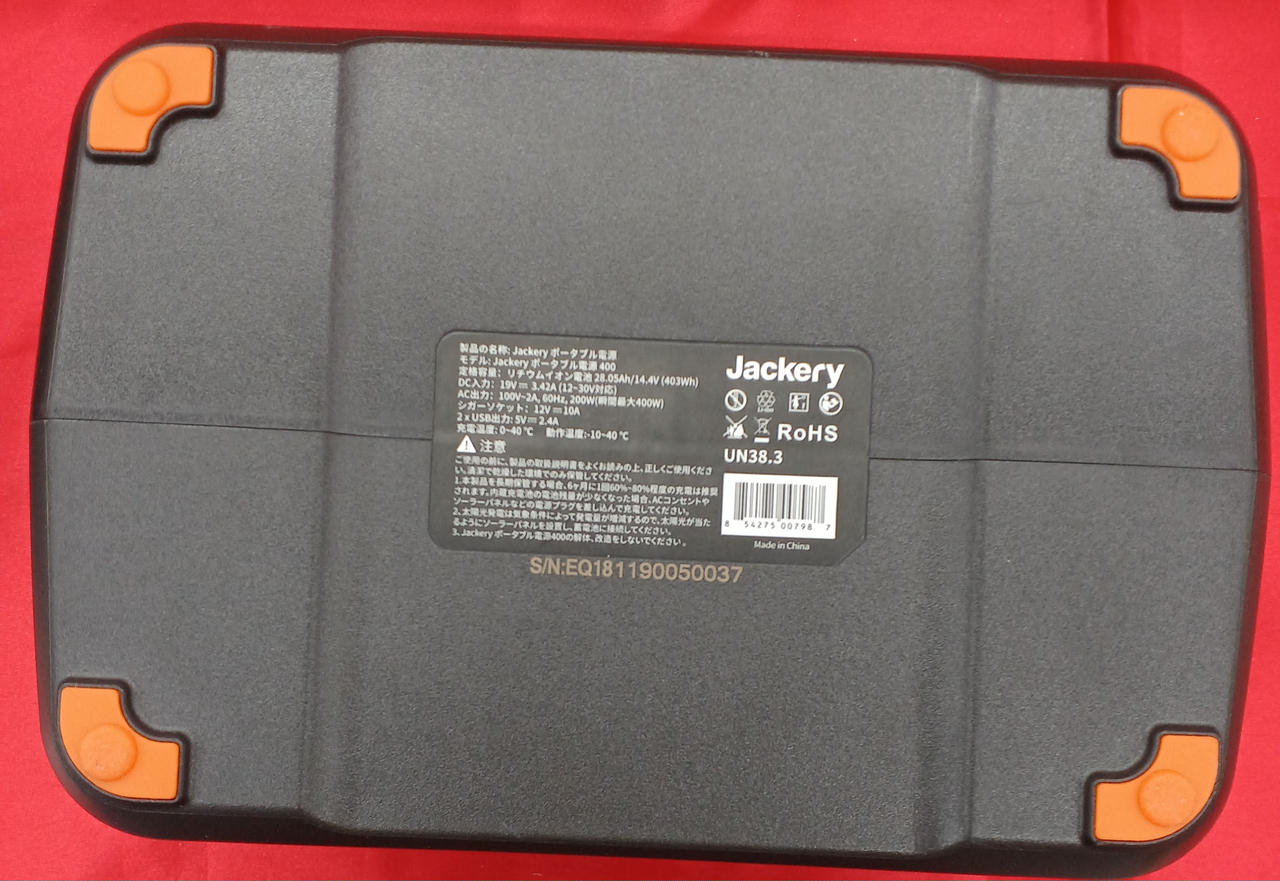 製品の名称: Jackery ポータブル電源
モデル: Jackery ポータブル電源 400
定格容量: リチウムイオン電池 28.05Ah/14.4V (403Wh)
DC入力: 19V⎓ 3.42A (12~30V対応)
AC出力: 100V~2A, 60Hz, 200W(瞬間最大400W)
シガーソケット: 12V⎓10A
2 x USB出力: 5V⎓2.4A
充電温度: 0~40 ℃ 動作温度:-10~40 ℃
注意
ご使用の前に、製品の取扱説明書をよくお読みの上、正しくご使用くださ
い。清潔で乾燥した環境でのみ保管してください。
1.本製品を長期保管する場合、6ヶ月に1回60%~80%程度の充電は推奨
されます。内蔵充電池の電池残量が少なくなった場合、ACコンセントや
ソーラーパネルなどの電源プラグを差し込んで充電してください。
2、太陽光発電は気象条件によって発電量が増減するので、太陽光が当た
るようにソーラーパネルを設置し、蓄電池に接続してください。
3、Jackery ポータブル電源400の解体、改造をしないでください。
Jackery
Li-ion
RoHS
UN38.3
8 54275 00798 7
Made in China
S/N:EQ181190050037